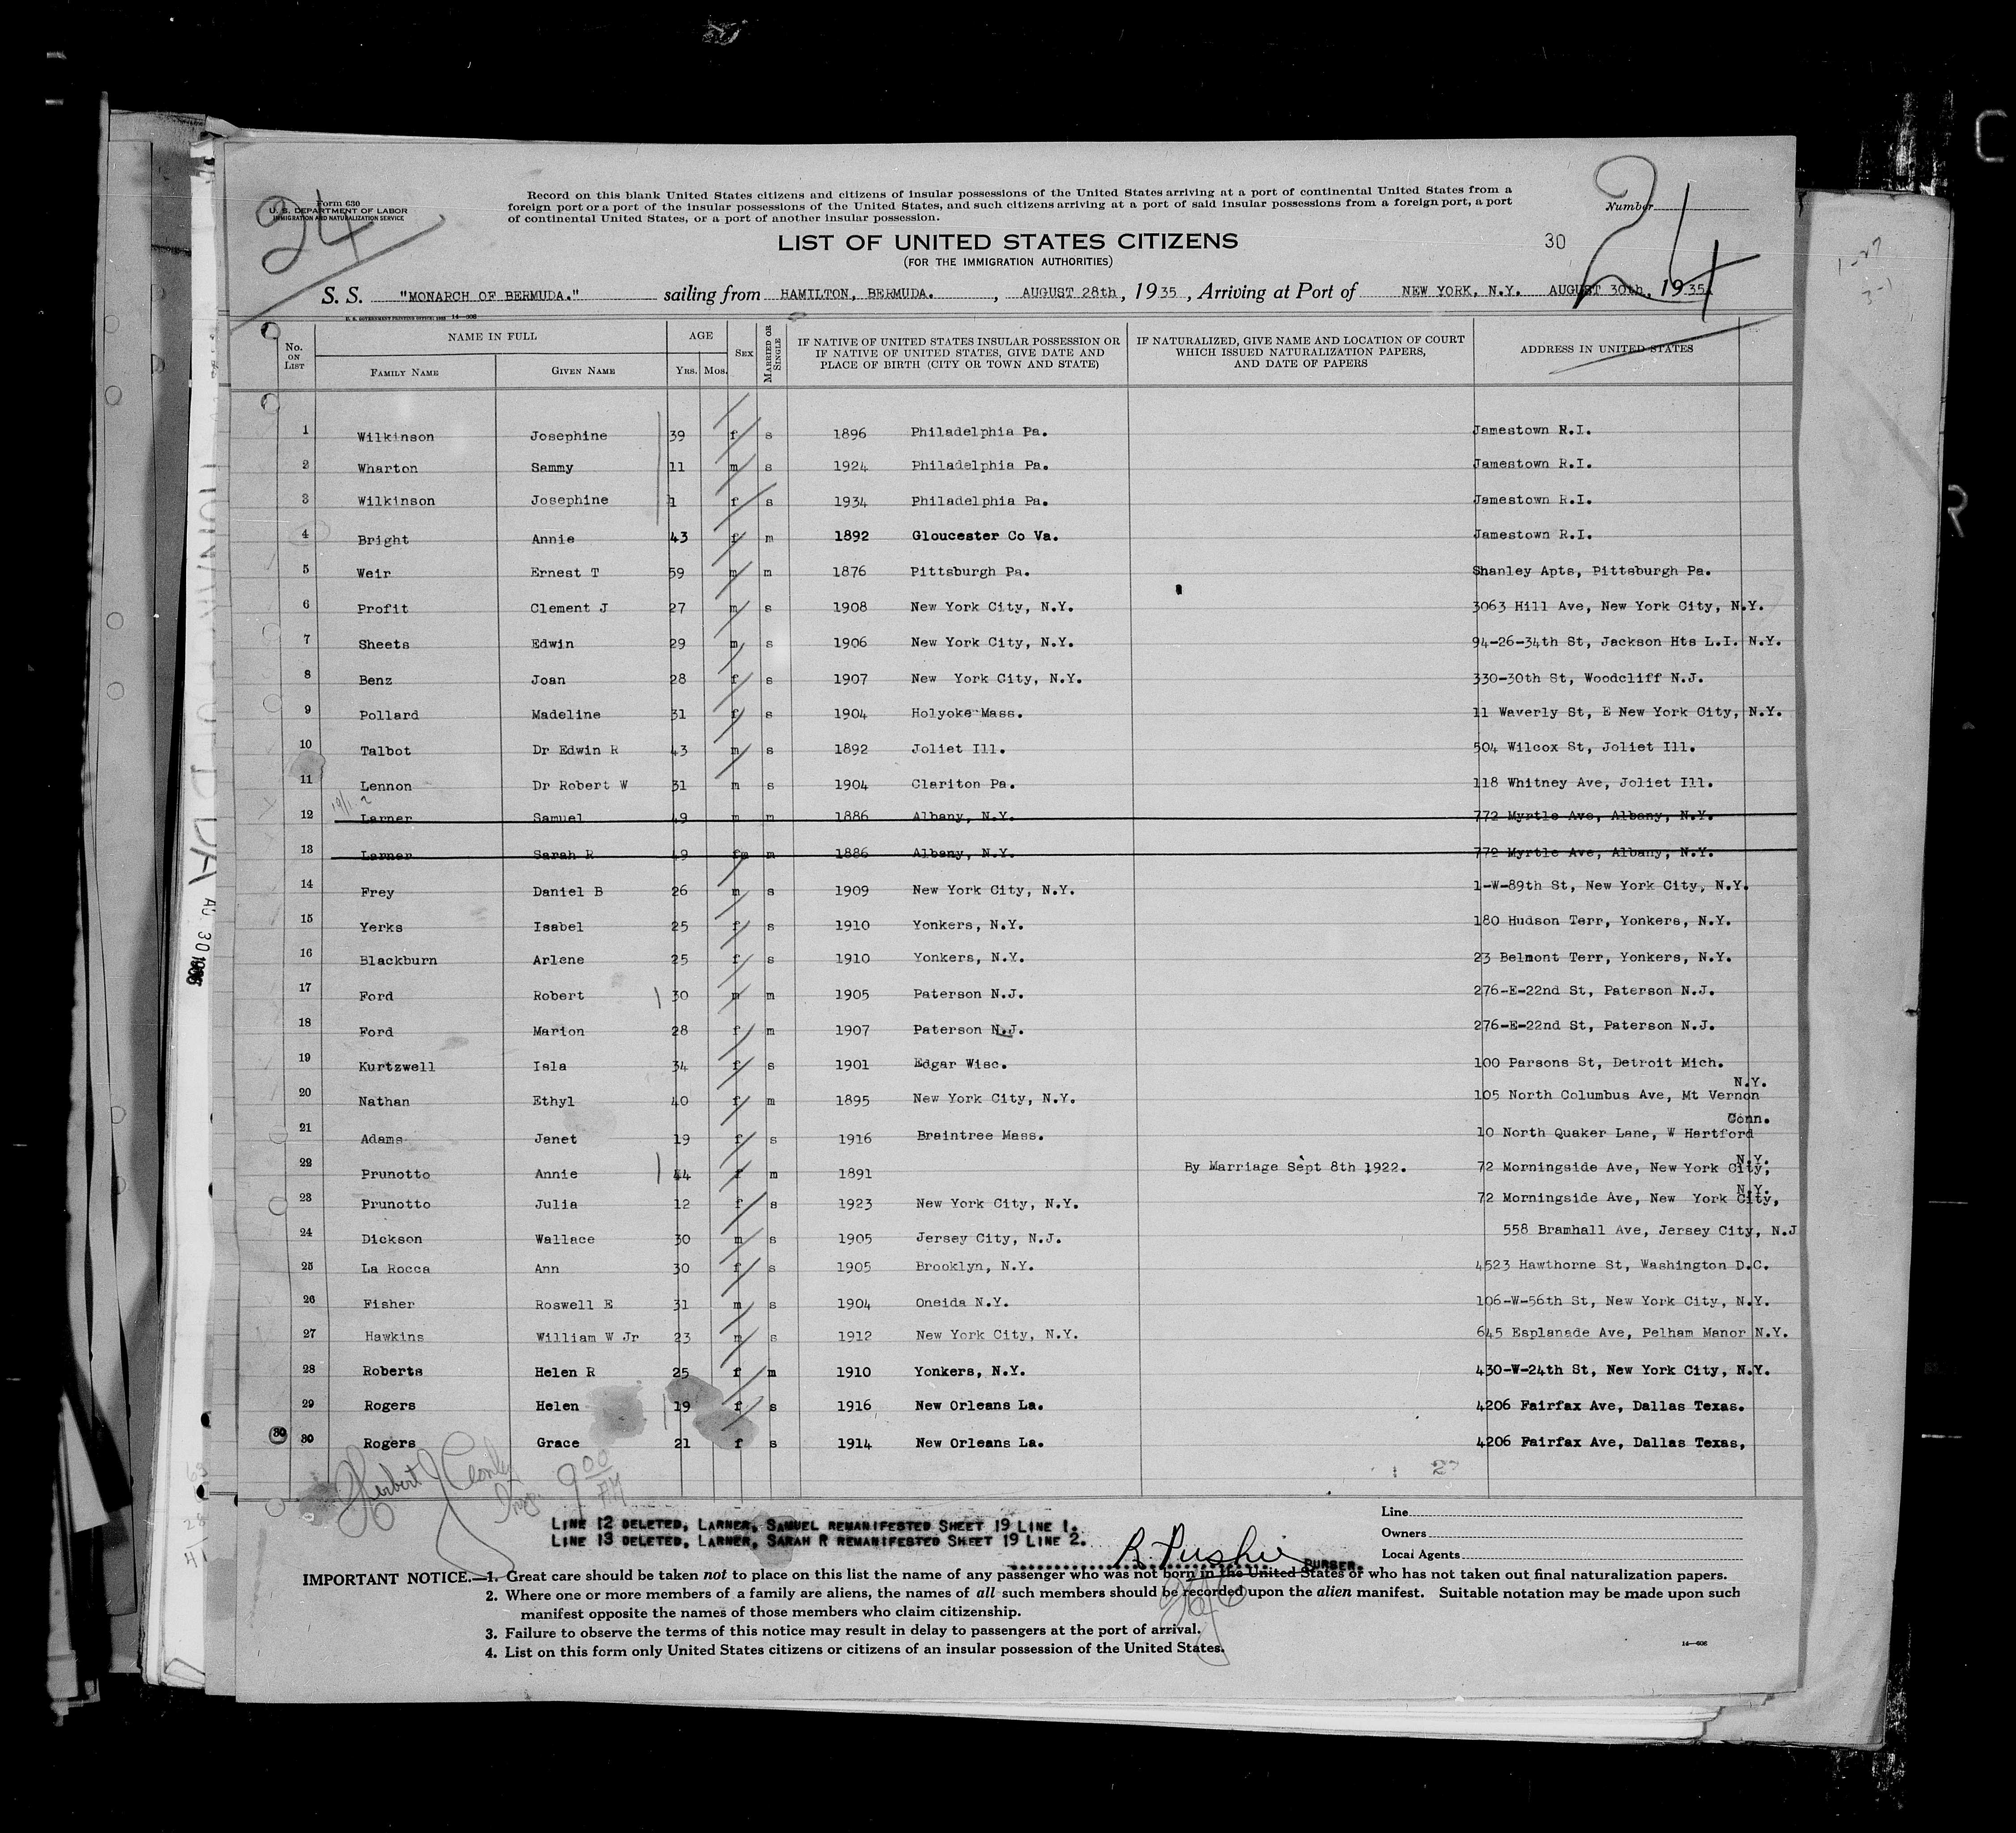 Form 630
U. S. DEPARTMENT OF LABOR
IMMIGRATION AND NATURALIZATION SERVICE
24
Record on this blank United States citizens and citizens of insular possessions of the United States arriving at a port of continental United States from a
foreign port or a port of the insular possessions of the United States, and such citizens arriving at a port of said insular possessions from a foreign port, a port
of continental United States, or a port of another insular possession.
Number
24
LIST OF UNITED STATES CITIZENS
30
(FOR THE IMMIGRATION AUTHORITIES)
S. S. "MONARCH OF BERMUDA." sailing from HAMILTON, BERMUDA. , AUGUST 28th , 1935 , Arriving at Port of NEW YORK, N.Y. AUGUST 30th, 1935.
U. S. GOVERNMENT PRINTING OFFICE: 14—606
No. ON LIST NAME IN FULL FAMILY NAME GIVEN NAME AGE YRS. MOS. SEX MARRIED OR SINGLE IF NATIVE OF UNITED STATES INSULAR POSSESSION OR IF NATIVE OF UNITED STATES, GIVE DATE AND PLACE OF BIRTH (CITY OR TOWN AND STATE) IF NATURALIZED, GIVE NAME AND LOCATION OF COURT WHICH ISSUED NATURALIZATION PAPERS, AND DATE OF PAPERS ADDRESS IN UNITED STATES
1 Wilkinson Josephine 39 f s 1896 Philadelphia Pa. Jamestown R.I.
2 Wharton Sammy 11 m s 1924 Philadelphia Pa. Jamestown R.I.
3 Wilkinson Josephine 1 f s 1934 Philadelphia Pa. Jamestown R.I.
4 Bright Annie 43 f m 1892 Gloucester Co Va. Jamestown R.I.
5 Weir Ernest T 59 m m 1876 Pittsburgh Pa. Shanley Apts, Pittsburgh Pa.
6 Profit Clement J 27 m s 1908 New York City, N.Y. 3063 Hill Ave, New York City, N.Y.
7 Sheets Edwin 29 m s 1906 New York City, N.Y. 94-26-34th St, Jackson Hts L.I. N.Y.
8 Benz Joan 28 f s 1907 New York City, N.Y. 330-30th St, Woodcliff N.J.
9 Pollard Madeline 31 f s 1904 Holyoke Mass. 11 Waverly St, E New York City, N.Y.
10 Talbot Dr Edwin R 43 m s 1892 Joliet Ill. 504 Wilcox St, Joliet Ill.
11 Lennon Dr Robert W 31 m s 1904 Clariton Pa. 118 Whitney Ave, Joliet Ill.
12 Larner Samuel 49 m m 1886 Albany, N.Y. 772 Myrtle Ave, Albany, N.Y.
13 Larner Sarah R 49 fm m 1886 Albany, N.Y. 772 Myrtle Ave, Albany, N.Y.
14 Frey Daniel B 26 m s 1909 New York City, N.Y. 1-W-89th St, New York City, N.Y.
15 Yerks Isabel 25 f s 1910 Yonkers, N.Y. 180 Hudson Terr, Yonkers, N.Y.
16 Blackburn Arlene 25 f s 1910 Yonkers, N.Y. 23 Belmont Terr, Yonkers, N.Y.
17 Ford Robert 30 m m 1905 Paterson N.J. 276-E-22nd St, Paterson N.J.
18 Ford Marion 28 f m 1907 Paterson N.J. 276-E-22nd St, Paterson N.J.
19 Kurtzwell Isla 34 f s 1901 Edgar Wisc. 100 Parsons St, Detroit Mich.
20 Nathan Ethyl 40 f m 1895 New York City, N.Y. 105 North Columbus Ave, Mt Vernon N.Y.
21 Adams Janet 19 f s 1916 Braintree Mass. 10 North Quaker Lane, W Hartford Conn.
22 Prunotto Annie 44 f m 1891 By Marriage Sept 8th 1922. 72 Morningside Ave, New York City, N.Y.
23 Prunotto Julia 12 f s 1923 New York City, N.Y. 72 Morningside Ave, New York City, N.Y.
24 Dickson Wallace 30 m s 1905 Jersey City, N.J. 558 Bramhall Ave, Jersey City, N.J
25 La Rocca Ann 30 f s 1905 Brooklyn, N.Y. 4523 Hawthorne St, Washington D.C.
26 Fisher Roswell E 31 m s 1904 Oneida N.Y. 106-W-56th St, New York City, N.Y.
27 Hawkins William W Jr 23 m s 1912 New York City, N.Y. 645 Esplanade Ave, Pelham Manor N.Y.
28 Roberts Helen R 25 f m 1910 Yonkers, N.Y. 430-W-24th St, New York City, N.Y.
29 Rogers Helen 19 f s 1916 New Orleans La. 4206 Fairfax Ave, Dallas Texas.
30 30 Rogers Grace 21 f s 1914 New Orleans La. 4206 Fairfax Ave, Dallas Texas,
Herbert J 9 00 AM
LINE 12 DELETED, LARNER, SAMUEL REMANIFESTED SHEET 19 LINE 1.
LINE 13 DELETED, LARNER, SARAH R REMANIFESTED SHEET 19 LINE 2.
PURSER.
Line
Owners
Local Agents
IMPORTANT NOTICE.—1. Great care should be taken not to place on this list the name of any passenger who was not born in the United States or who has not taken out final naturalization papers.
2. Where one or more members of a family are aliens, the names of all such members should be recorded upon the alien manifest. Suitable notation may be made upon such
manifest opposite the names of those members who claim citizenship.
3. Failure to observe the terms of this notice may result in delay to passengers at the port of arrival.
4. List on this form only United States citizens or citizens of an insular possession of the United States.
14—606